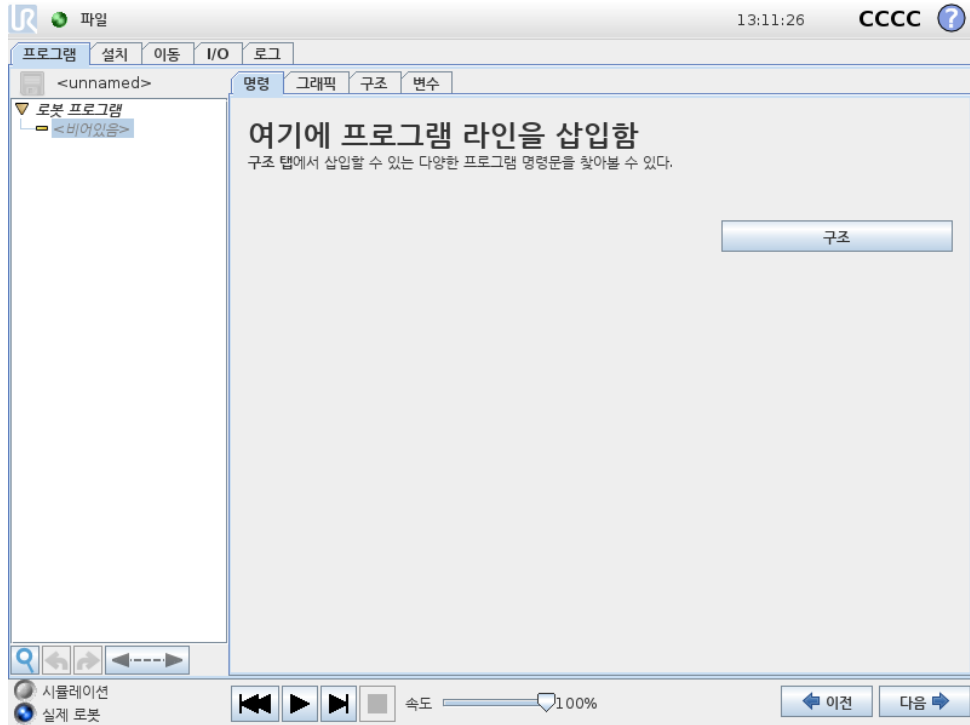 UR 파일 13:11:26 CCCC ?
프로그램 설치 이동 I/O 로그
<unnamed> 명령 그래픽 구조 변수
로봇 프로그램
<비어있음>
여기에 프로그램 라인을 삽입함
구조 탭에서 삽입할 수 있는 다양한 프로그램 명령문을 찾아볼 수 있다.
구조
시뮬레이션
실제 로봇
속도 100%
이전 다음